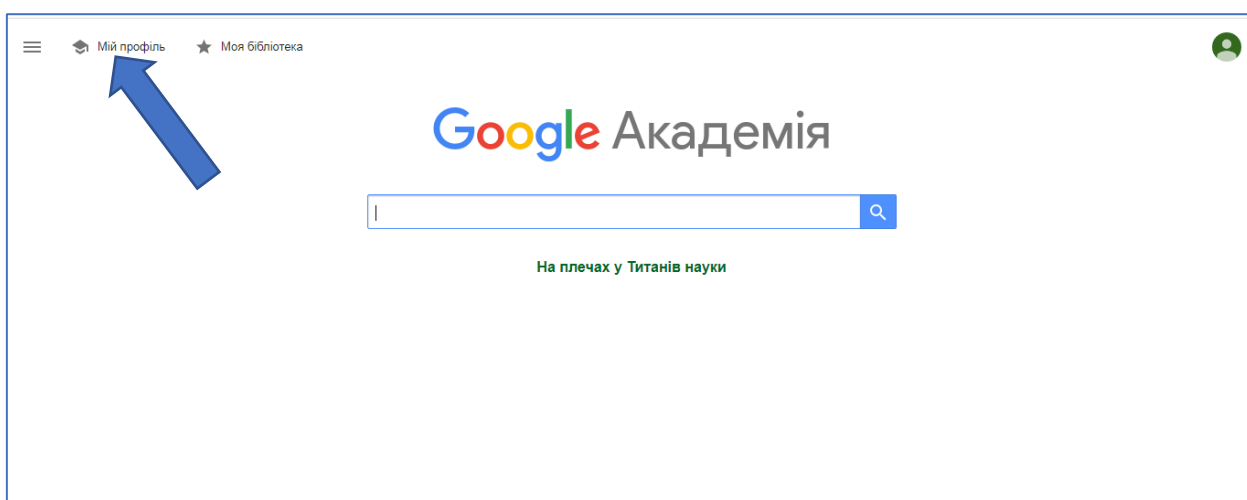 Мій профіль
Моя бібліотека
Google Академія
На плечах у Титанів науки